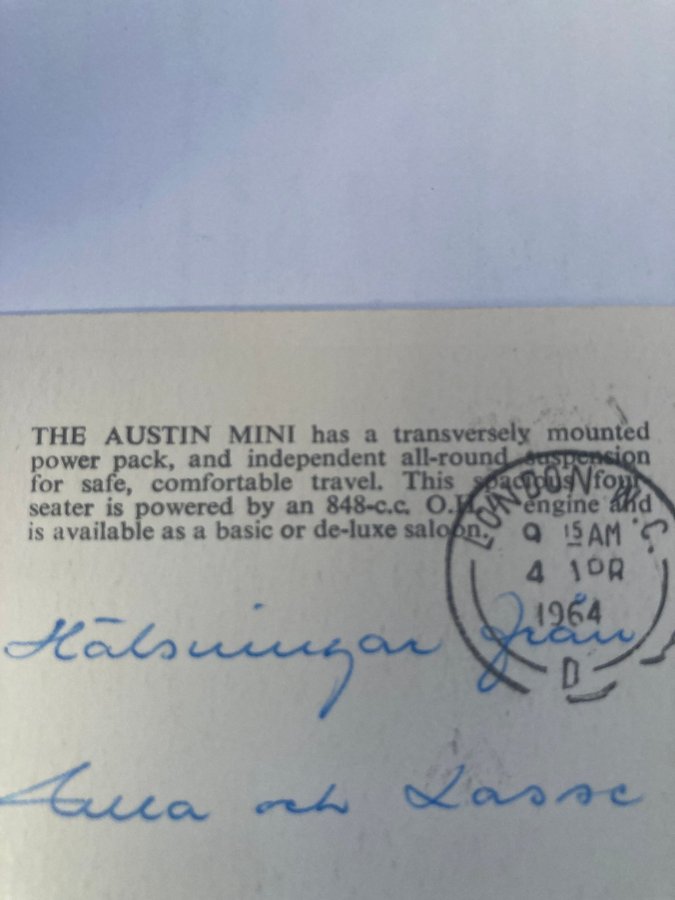 THE AUSTIN MINI has a transversely mounted
power pack, and independent all-round suspension
for safe, comfortable travel. This spacious four
seater is powered by an 848-c.c. O.H. engine and
is available as a basic or de-luxe saloon.
LONDON W.C.
9 15 AM
4 APR
1964
D
Hälsningar från
och Lasse